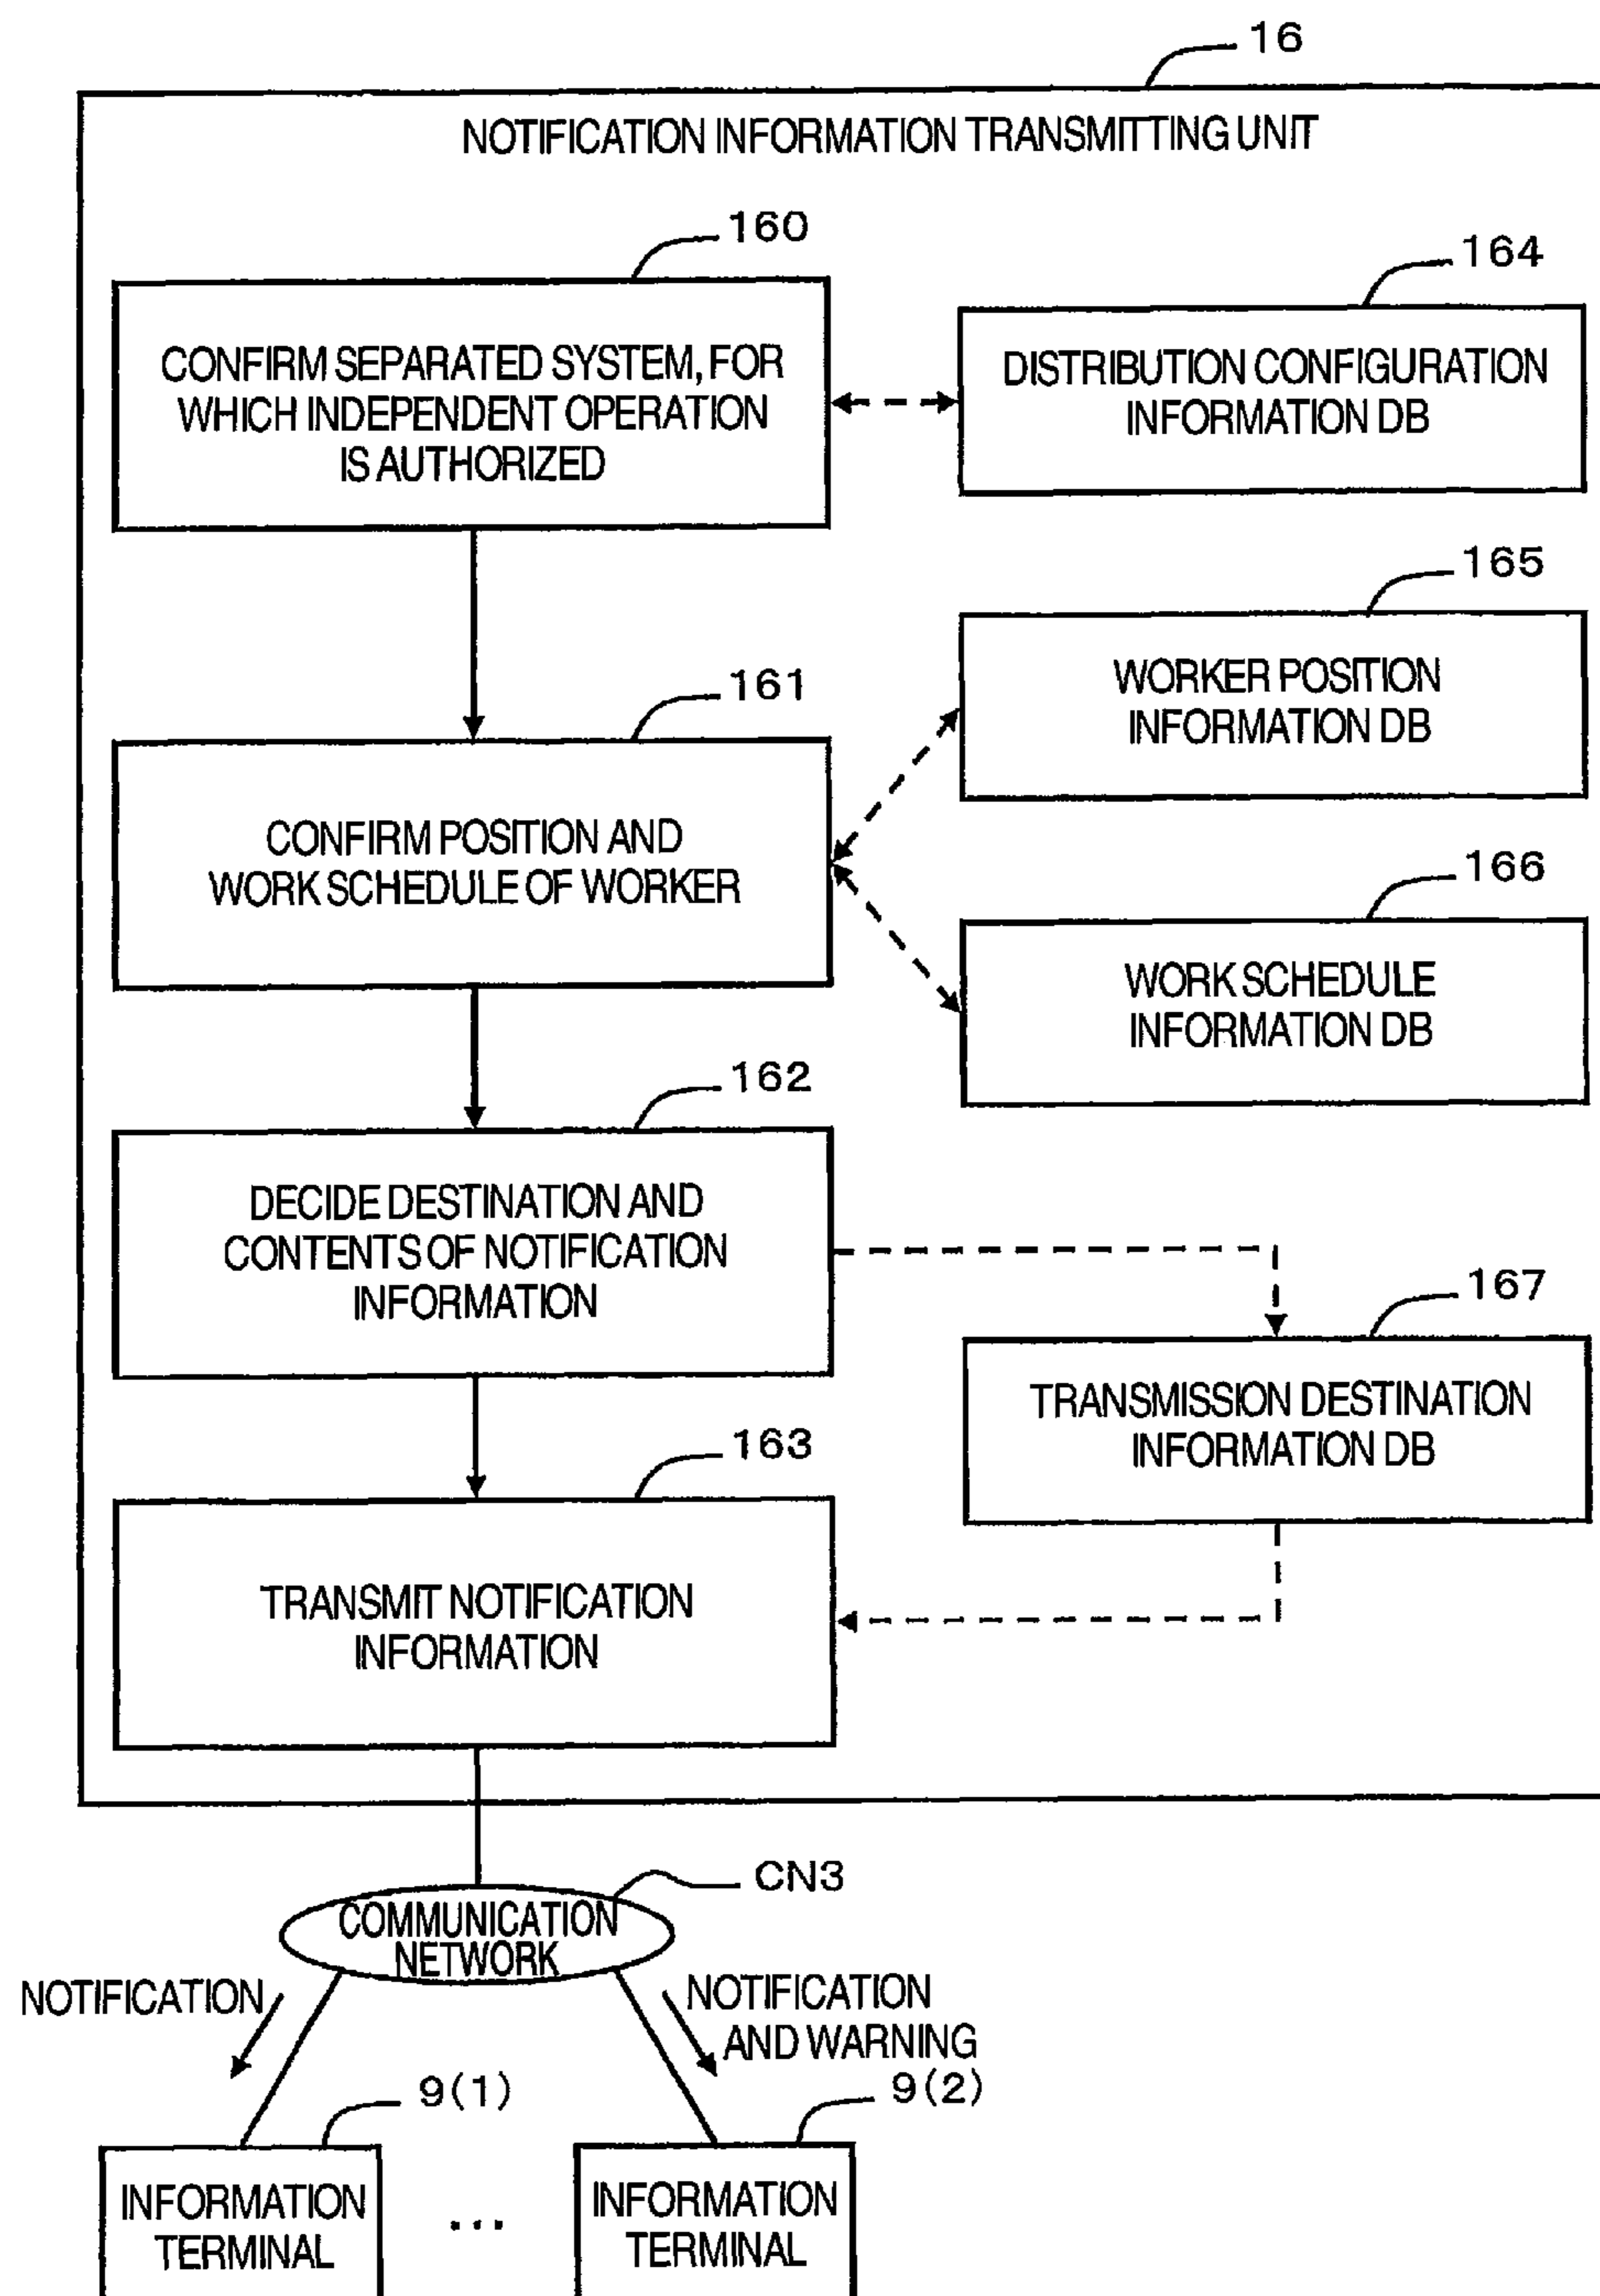 16
NOTIFICATION INFORMATION TRANSMITTING UNIT
160
CONFIRM SEPARATED SYSTEM, FOR
WHICH INDEPENDENT OPERATION
IS AUTHORIZED
164
DISTRIBUTION CONFIGURATION
INFORMATION DB
165
WORKER POSITION
INFORMATION DB
161
CONFIRM POSITION AND
WORK SCHEDULE OF WORKER
166
WORK SCHEDULE
INFORMATION DB
162
DECIDE DESTINATION AND
CONTENTS OF NOTIFICATION
INFORMATION
167
TRANSMISSION DESTINATION
INFORMATION DB
163
TRANSMIT NOTIFICATION
INFORMATION
CN3
COMMUNICATION
NETWORK
NOTIFICATION
NOTIFICATION
AND WARNING
9(1)
9(2)
INFORMATION
TERMINAL
...
INFORMATION
TERMINAL